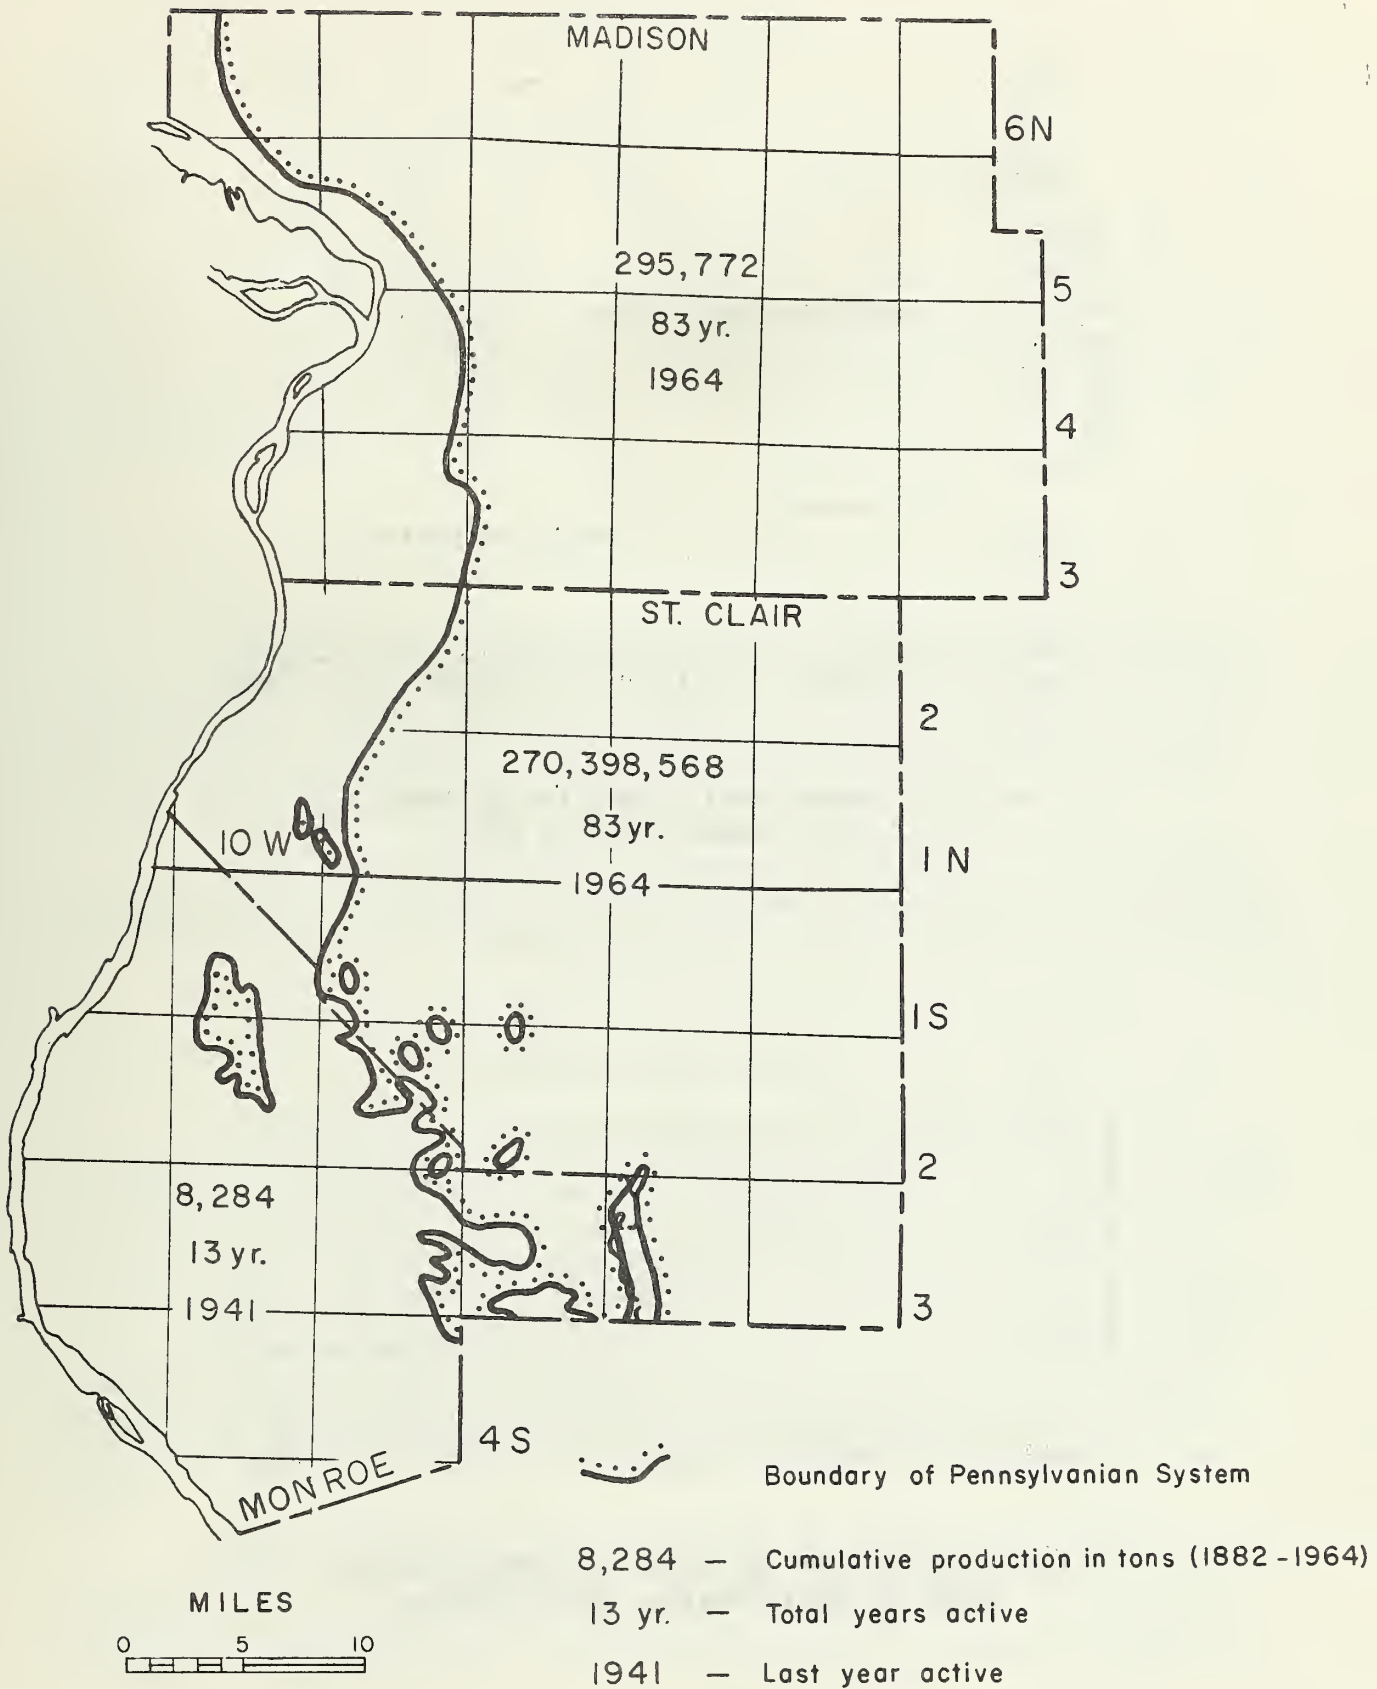 MADISON
6N
295,772
5
83 yr.
1964
4
3
ST. CLAIR
2
270,398,568
83 yr.
10 W
1 N
1964
1S
2
8,284
13 yr.
1941
3
4 S
MONROE
Boundary of Pennsylvanian System
8,284 — Cumulative production in tons (1882-1964)
MILES
13 yr. — Total years active
0 5 10
1941 — Last year active